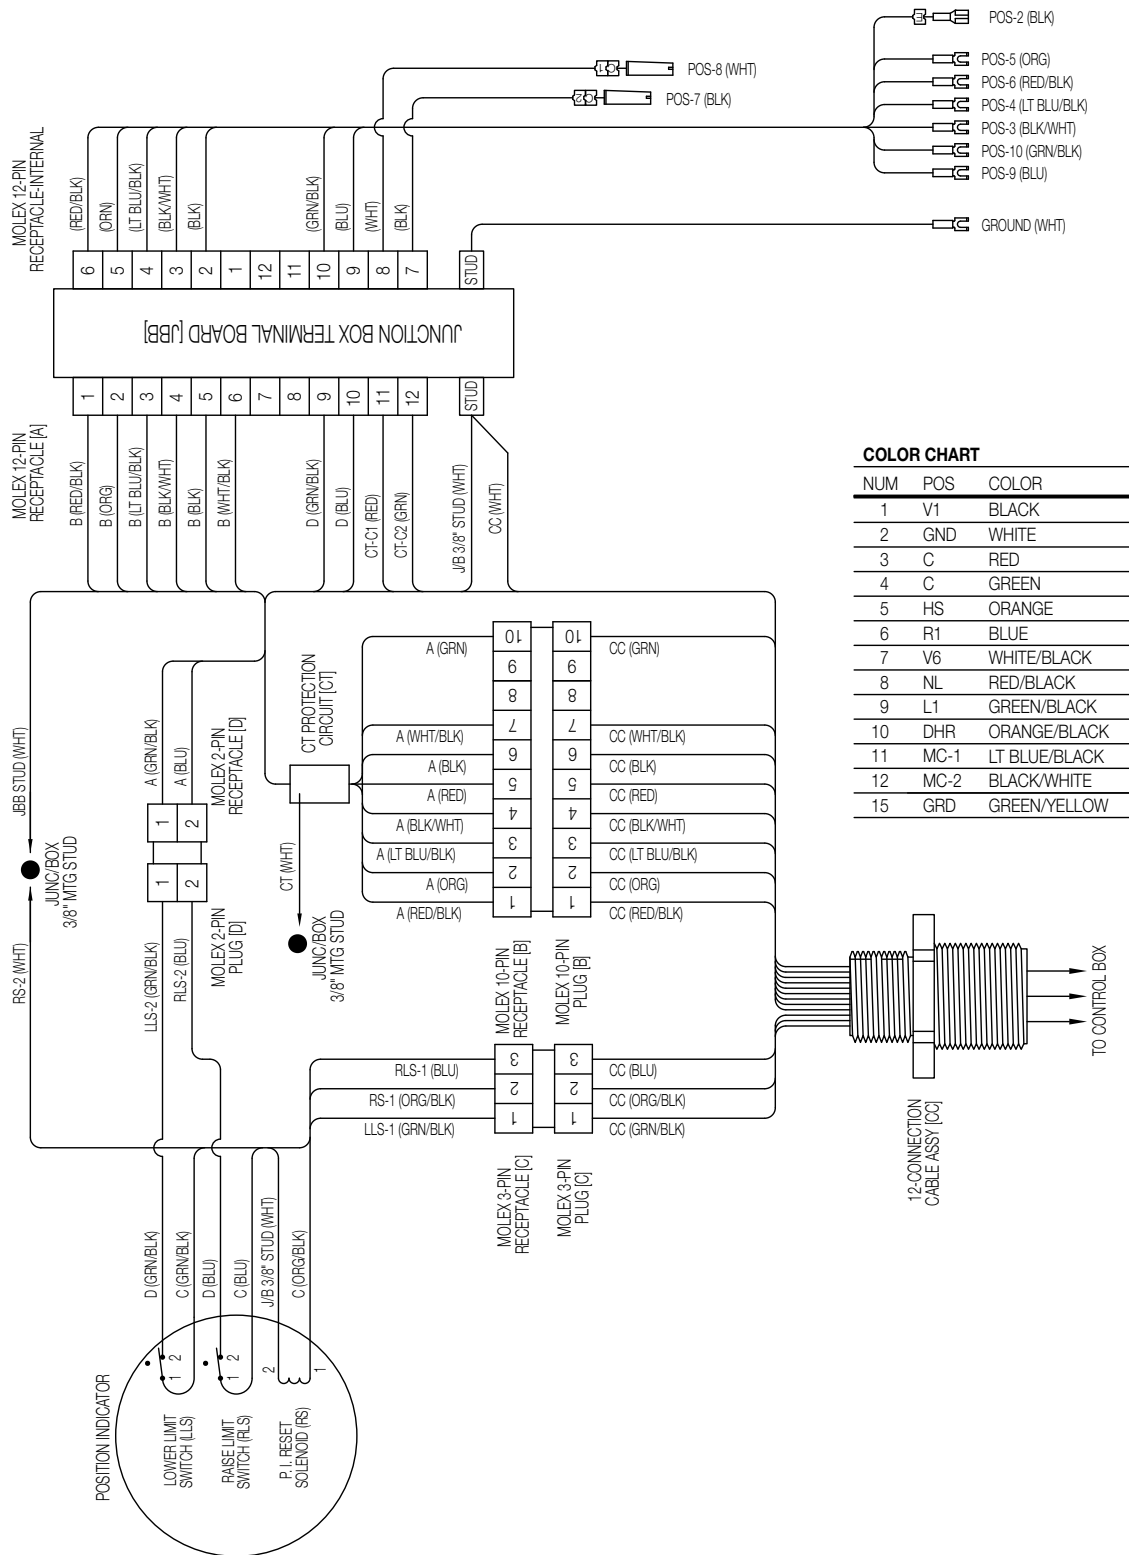 POS-2 (BLK)
E
POS-5 (ORG)
POS-6 (RED/BLK)
POS-4 (LT BLU/BLK)
POS-3 (BLK/WHT)
POS-10 (GRN/BLK)
POS-9 (BLU)
GROUND (WHT)
C1
POS-8 (WHT)
C2
POS-7 (BLK)
MOLEX 12-PIN
RECEPTACLE-INTERNAL
(RED/BLK)
(ORN)
(LT BLU/BLK)
(BLK/WHT)
(BLK)
(GRN/BLK)
(BLU)
(WHT)
(BLK)
6
5
4
3
2
1
12
11
10
9
8
7
STUD
JUNCTION BOX TERMINAL BOARD [JBB]
1
2
3
4
5
6
7
8
9
10
11
12
STUD
MOLEX 12-PIN
RECEPTACLE [A]
B (RED/BLK)
B (ORG)
B (LT BLU/BLK)
B (BLK/WHT)
B (BLK)
B (WHT/BLK)
D (GRN/BLK)
D (BLU)
CT-C1 (RED)
CT-C2 (GRN)
J/B 3/8" STUD (WHT)
CC (WHT)
COLOR CHART
NUM POS COLOR
1 V1 BLACK
2 GND WHITE
3 C RED
4 C GREEN
5 HS ORANGE
6 R1 BLUE
7 V6 WHITE/BLACK
8 NL RED/BLACK
9 L1 GREEN/BLACK
10 DHR ORANGE/BLACK
11 MC-1 LT BLUE/BLACK
12 MC-2 BLACK/WHITE
15 GRD GREEN/YELLOW
JBB STUD (WHT)
JUNC/BOX
3/8" MTG STUD
RS-2 (WHT)
A (GRN/BLK)
A (BLU)
MOLEX 2-PIN
RECEPTACLE [D]
1
2
1
2
MOLEX 2-PIN
PLUG [D]
LLS-2 (GRN/BLK)
RLS-2 (BLU)
CT PROTECTION
CIRCUIT [CT]
CT (WHT)
JUNC/BOX
3/8" MTG STUD
A (GRN)
A (WHT/BLK)
A (BLK)
A (RED)
A (BLK/WHT)
A (LT BLU/BLK)
A (ORG)
A (RED/BLK)
10
9
8
7
6
5
4
3
2
1
10
9
8
7
6
5
4
3
2
1
CC (GRN)
CC (WHT/BLK)
CC (BLK)
CC (RED)
CC (BLK/WHT)
CC (LT BLU/BLK)
CC (ORG)
CC (RED/BLK)
MOLEX 10-PIN
RECEPTACLE [B]
MOLEX 10-PIN
PLUG [B]
RLS-1 (BLU)
RS-1 (ORG/BLK)
LLS-1 (GRN/BLK)
3
2
1
3
2
1
CC (BLU)
CC (ORG/BLK)
CC (GRN/BLK)
MOLEX 3-PIN
RECEPTACLE [C]
MOLEX 3-PIN
PLUG [C]
12-CONNECTION
CABLE ASSY [CC]
TO CONTROL BOX
D (GRN/BLK)
C (GRN/BLK)
D (BLU)
C (BLU)
J/B 3/8" STUD (WHT)
C (ORG/BLK)
POSITION INDICATOR
1
2
1
2
2
1
LOWER LIMIT
SWITCH (LLS)
RAISE LIMIT
SWITCH (RLS)
P. I. RESET
SOLENOID (RS)